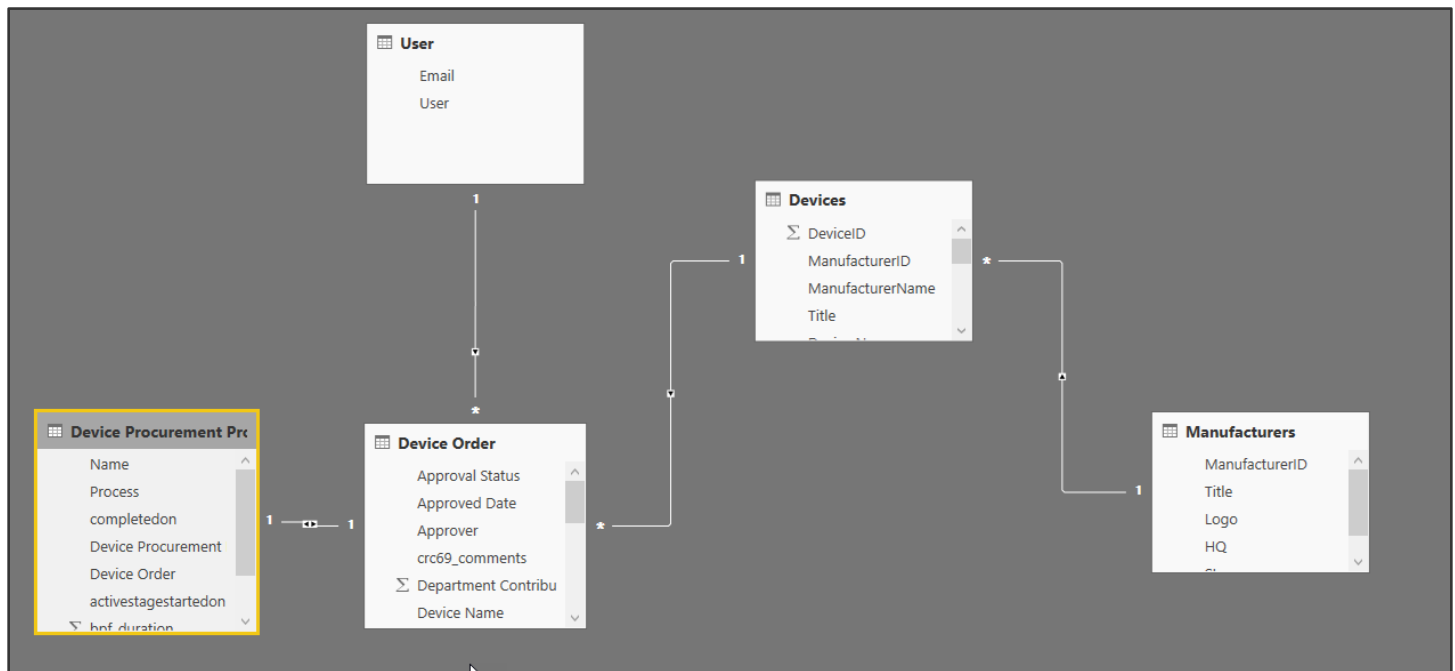 User
Email
User
1
*
Devices
DeviceID
ManufacturerID
ManufacturerName
Title
1
*
Manufacturers
ManufacturerID
Title
Logo
HQ
1
Device Procurement Prc
Name
Process
completedon
Device Procurement
Device Order
activestagestartedon
bpf_duration
1
1
Device Order
Approval Status
Approved Date
Approver
crc69_comments
Department Contribu
Device Name
*